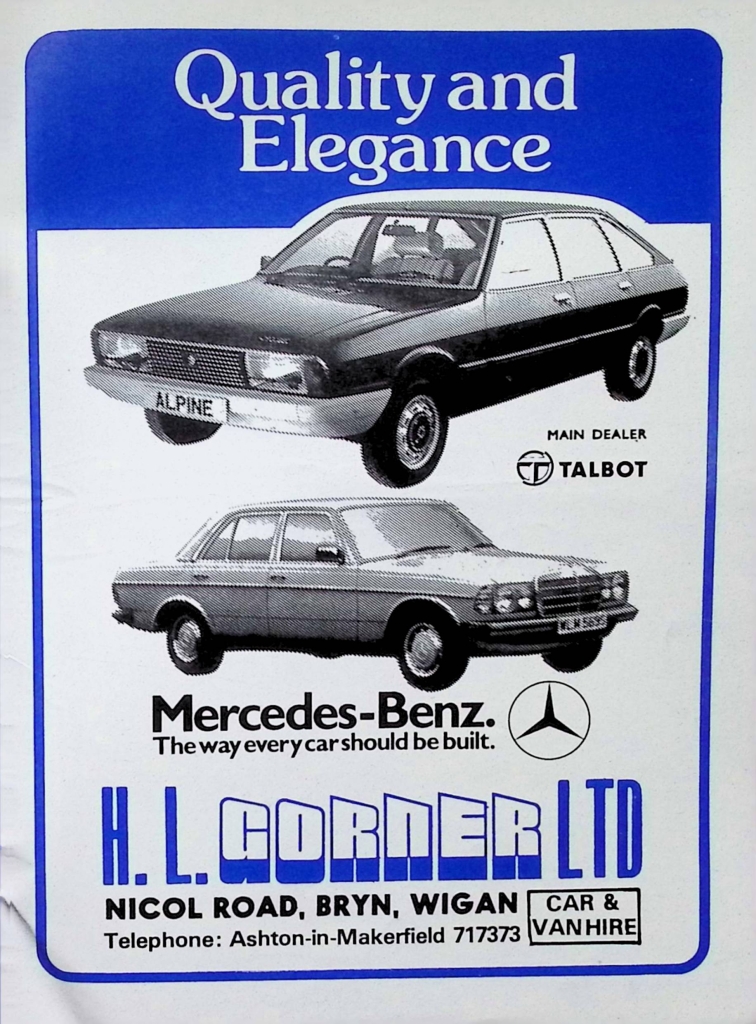 Quality and
Elegance
ALPINE
MAIN DEALER
TALBOT
Mercedes-Benz.
The way every car should be built.
H. L. GORNER LTD
NICOL ROAD, BRYN, WIGAN
Telephone: Ashton-in-Makerfield 717373
CAR &
VAN HIRE